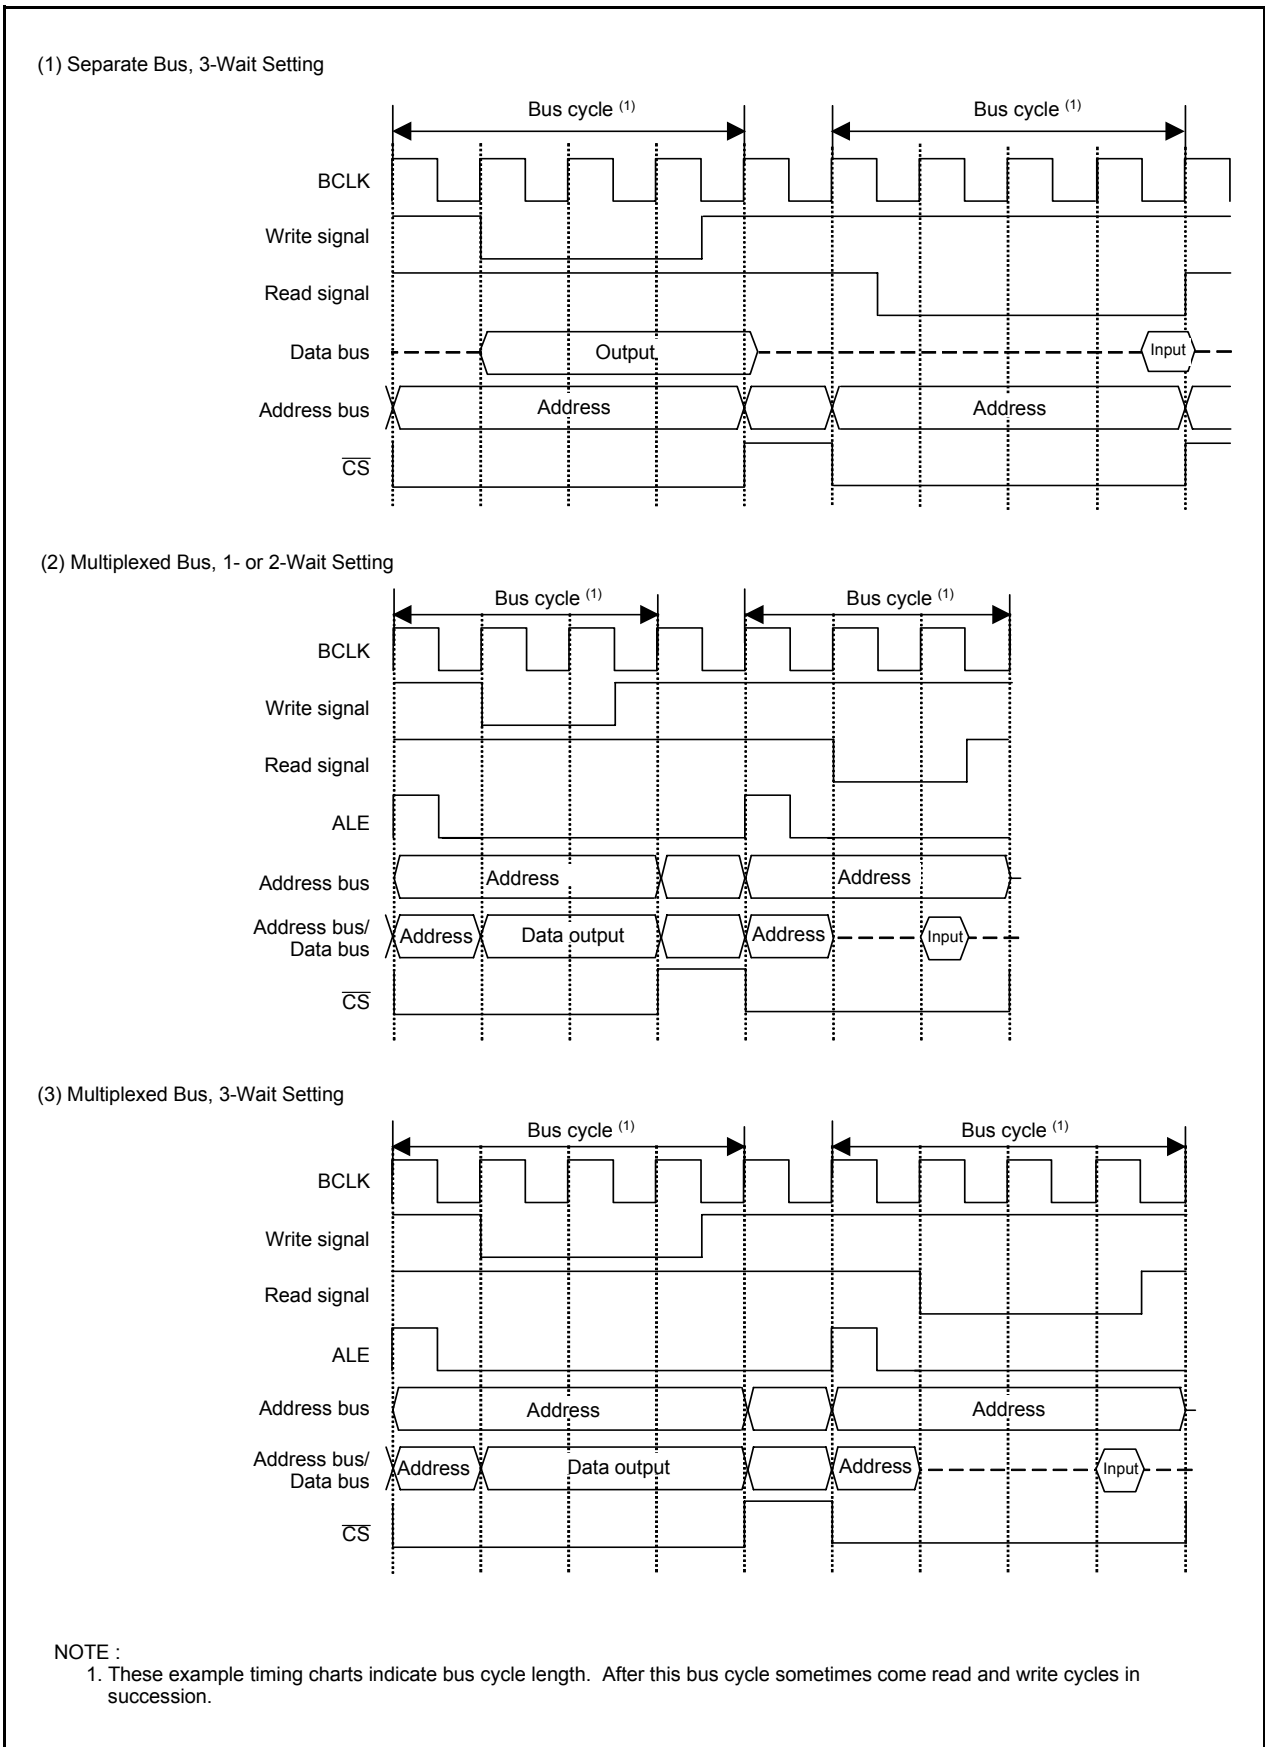 (1) Separate Bus, 3-Wait Setting
Bus cycle (1) Bus cycle (1)
BCLK
Write signal
Read signal
Data bus Output Input
Address bus Address Address
CS
(2) Multiplexed Bus, 1- or 2-Wait Setting
Bus cycle (1) Bus cycle (1)
BCLK
Write signal
Read signal
ALE
Address bus Address Address
Address bus/
Data bus Address Data output Address Input
CS
(3) Multiplexed Bus, 3-Wait Setting
Bus cycle (1) Bus cycle (1)
BCLK
Write signal
Read signal
ALE
Address bus Address Address
Address bus/
Data bus Address Data output Address Input
CS
NOTE :
1. These example timing charts indicate bus cycle length. After this bus cycle sometimes come read and write cycles in
succession.